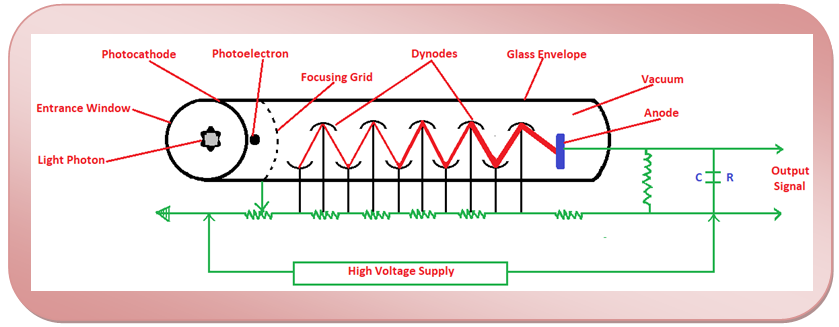 Photocathode
Photoelectron
Dynodes
Glass Envelope
Focusing Grid
Vacuum
Entrance Window
Anode
Light Photon
C
R
Output
Signal
High Voltage Supply